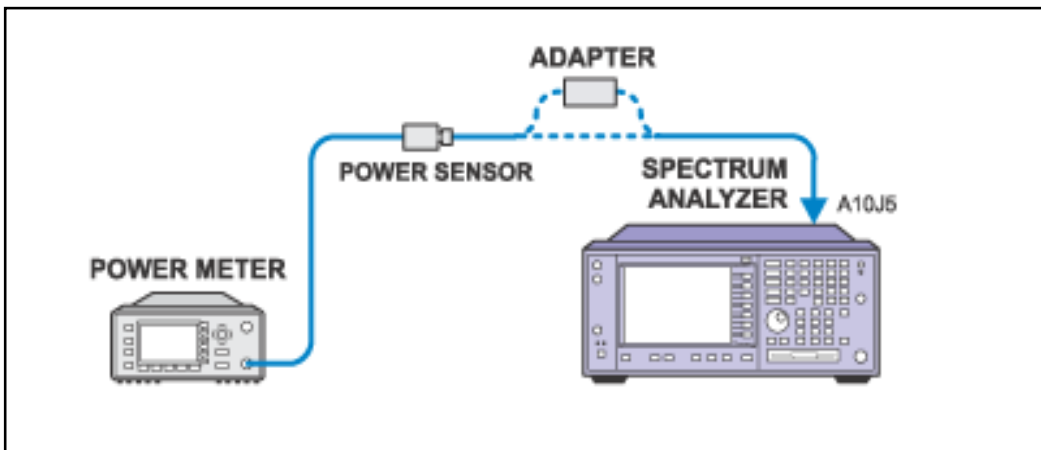 ADAPTER
POWER SENSOR
SPECTRUM
ANALYZER
A10J5
POWER METER